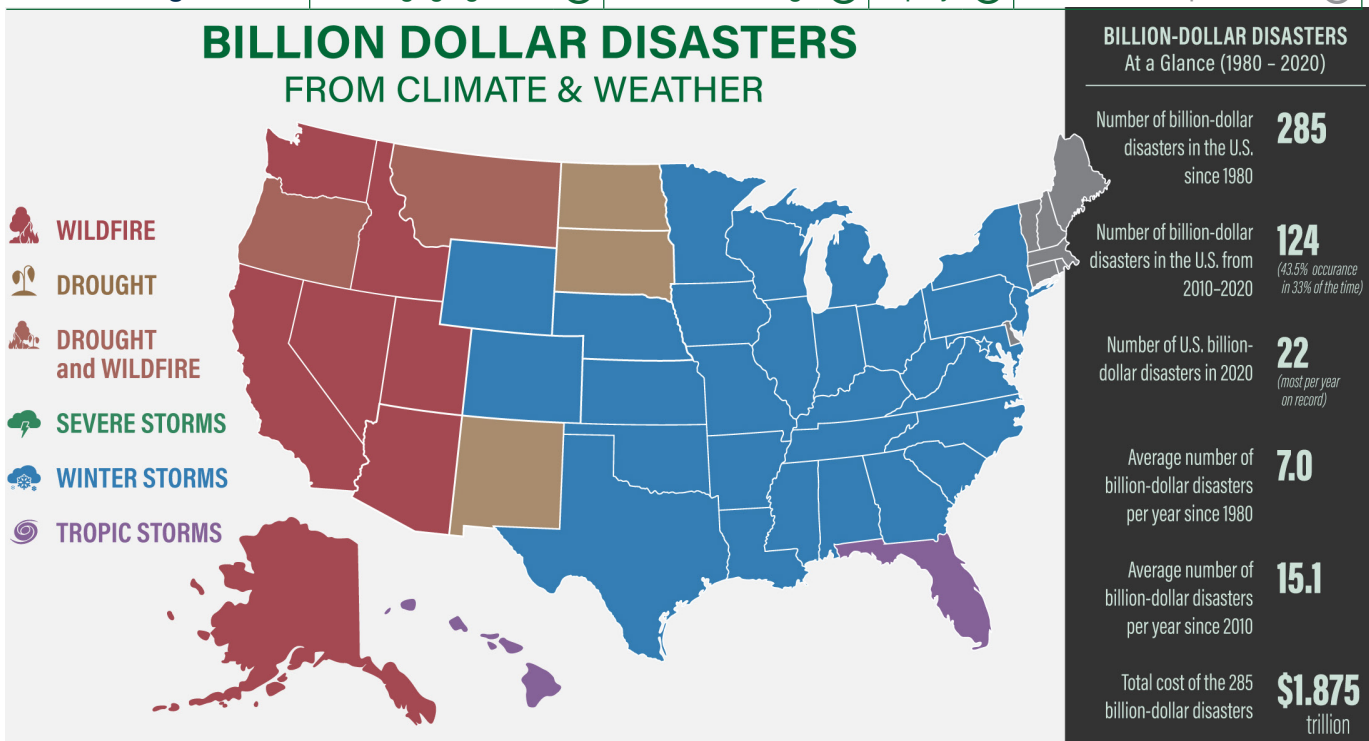 BILLION DOLLAR DISASTERS
FROM CLIMATE & WEATHER
WILDFIRE
DROUGHT
DROUGHT
and WILDFIRE
SEVERE STORMS
WINTER STORMS
TROPIC STORMS
BILLION-DOLLAR DISASTERS
At a Glance (1980 – 2020)
Number of billion-dollar
disasters in the U.S.
since 1980
285
Number of billion-dollar
disasters in the U.S. from
2010–2020
124
(43.5% occurance
in 33% of the time)
Number of U.S. billion-
dollar disasters in 2020
22
(most per year
on record)
Average number of
billion-dollar disasters
per year since 1980
7.0
Average number of
billion-dollar disasters
per year since 2010
15.1
Total cost of the 285
billion-dollar disasters
$1.875
trillion